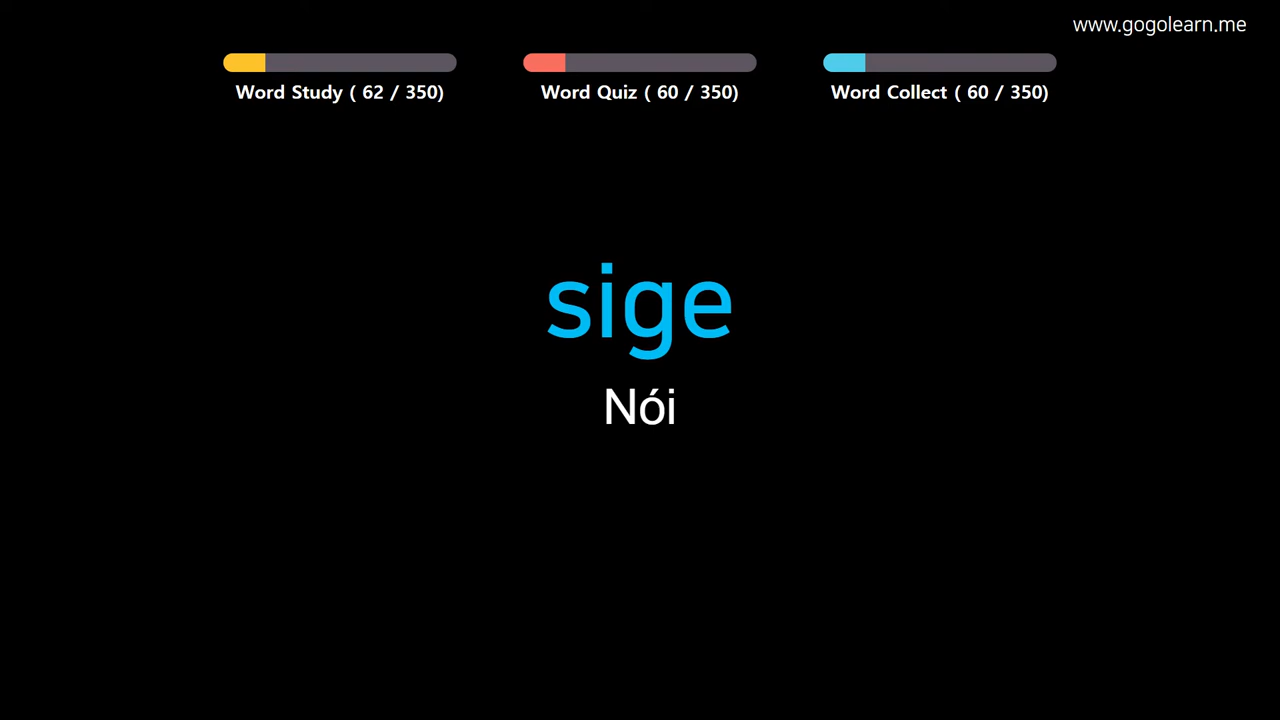 www.gogolearn.me
Word Study ( 62 / 350)
Word Quiz ( 60 / 350)
Word Collect ( 60 / 350)
sige
Nói